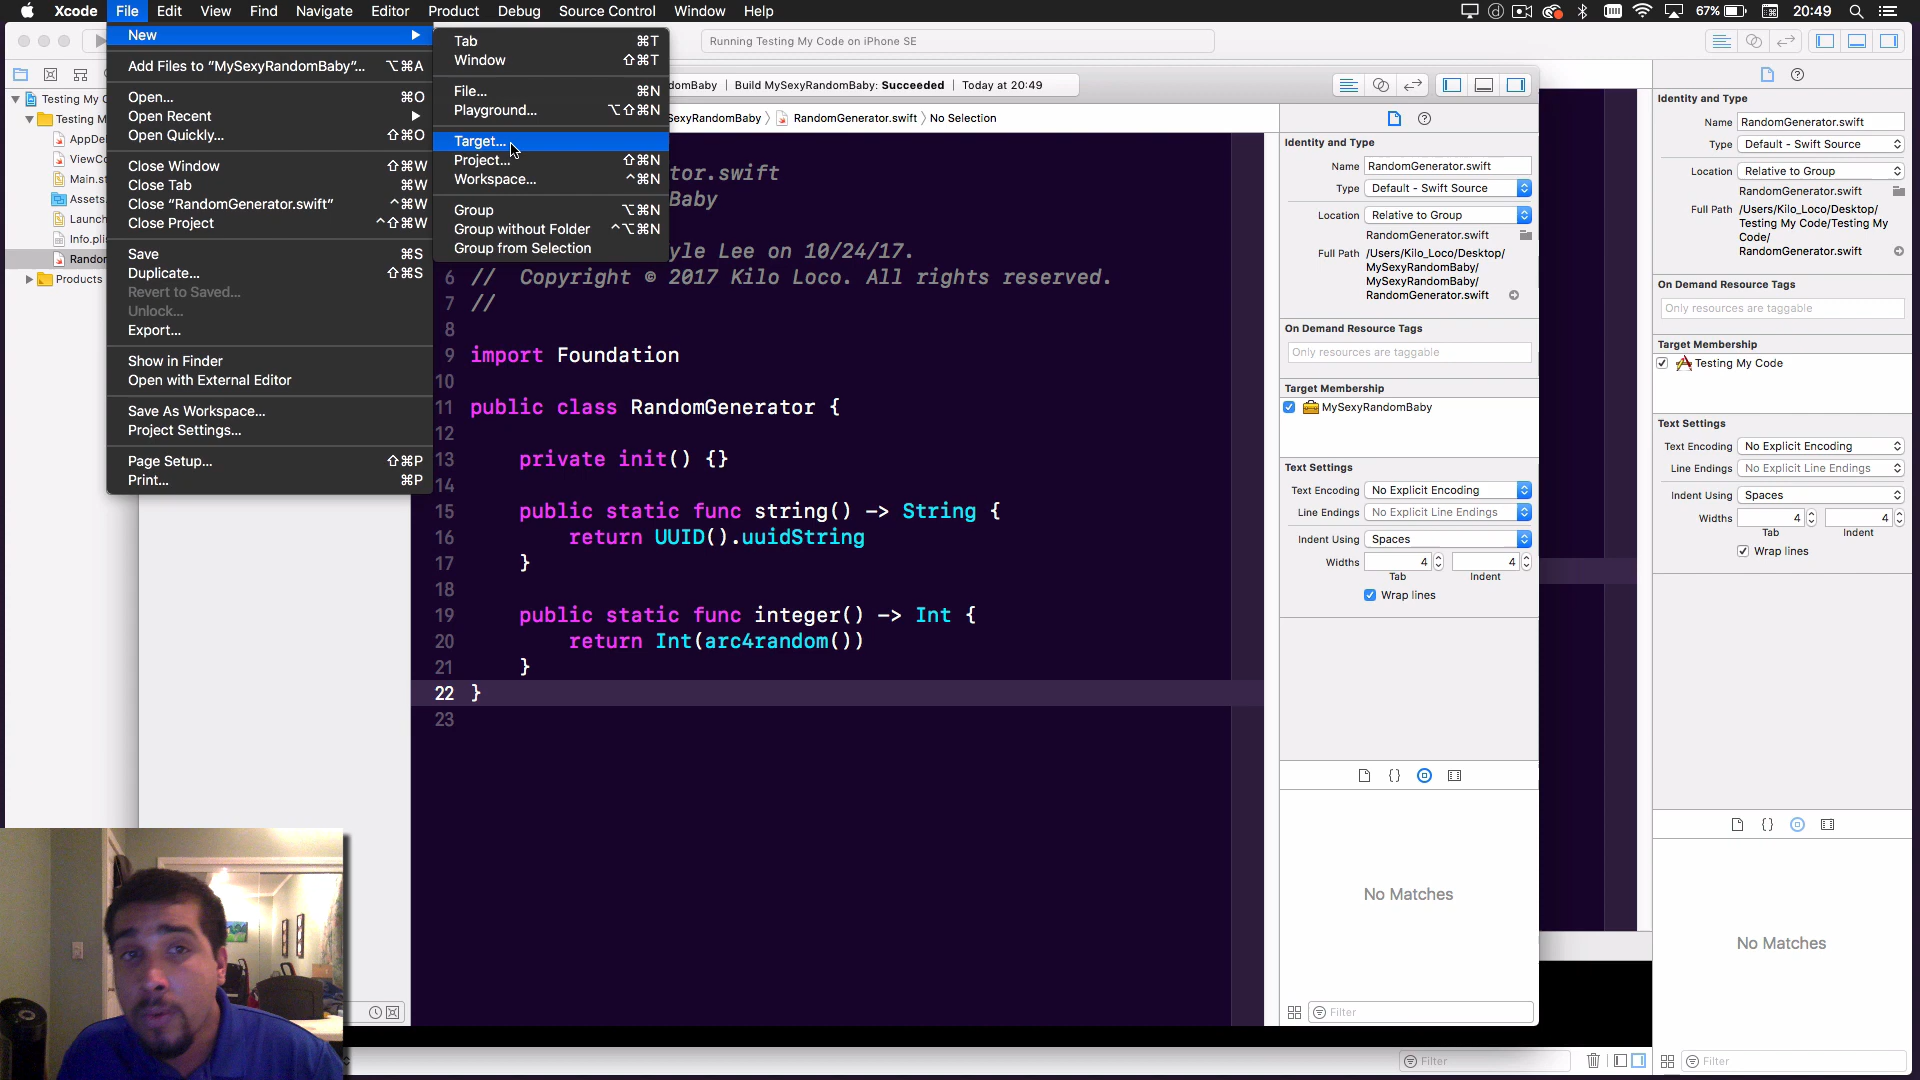 Xcode File Edit View Find Navigate Editor Product Debug Source Control Window Help 67% 20:49
New
Add Files to “MySexyRandomBaby”... ⌥⌘A
Open... ⌘O
Open Recent
Open Quickly... ⇧⌘O
Close Window ⇧⌘W
Close Tab ⌘W
Close “RandomGenerator.swift” ^⌘W
Close Project ^⇧⌘W
Save ⌘S
Duplicate... ⇧⌘S
Revert to Saved...
Unlock...
Export...
Show in Finder
Open with External Editor
Save As Workspace...
Project Settings...
Page Setup... ⇧⌘P
Print... ⌘P
Tab ⌘T
Window ⇧⌘T
File... ⌘N
Playground... ⌥⇧⌘N
Target...
Project... ⇧⌘N
Workspace... ^⌘N
Group ⌥⌘N
Group without Folder ^⌥⌘N
Group from Selection
Running Testing My Code on iPhone SE
domBaby | Build MySexyRandomBaby: Succeeded | Today at 20:49
SexyRandomBaby 〉 RandomGenerator.swift 〉 No Selection
Testing My C
Testing M
AppDel
ViewCo
Main.st
Assets.
Launch
Info.plis
Rando
Products
tor.swift
Baby
yle Lee on 10/24/17.
6 // Copyright © 2017 Kilo Loco. All rights reserved.
7 //
8
9 import Foundation
10
11 public class RandomGenerator {
12
13 private init() {}
14
15 public static func string() -> String {
16 return UUID().uuidString
17 }
18
19 public static func integer() -> Int {
20 return Int(arc4random())
21 }
22 }
23
Identity and Type
Name RandomGenerator.swift
Type Default - Swift Source
Location Relative to Group
RandomGenerator.swift
Full Path /Users/Kilo_Loco/Desktop/
MySexyRandomBaby/
MySexyRandomBaby/
RandomGenerator.swift
On Demand Resource Tags
Only resources are taggable
Target Membership
MySexyRandomBaby
Text Settings
Text Encoding No Explicit Encoding
Line Endings No Explicit Line Endings
Indent Using Spaces
Widths 4 4
Tab Indent
Wrap lines
{}
No Matches
Filter
Identity and Type
Name RandomGenerator.swift
Type Default - Swift Source
Location Relative to Group
RandomGenerator.swift
Full Path /Users/Kilo_Loco/Desktop/
Testing My Code/Testing My
Code/
RandomGenerator.swift
On Demand Resource Tags
Only resources are taggable
Target Membership
Testing My Code
Text Settings
Text Encoding No Explicit Encoding
Line Endings No Explicit Line Endings
Indent Using Spaces
Widths 4 4
Tab Indent
Wrap lines
{}
No Matches
Filter
Filter